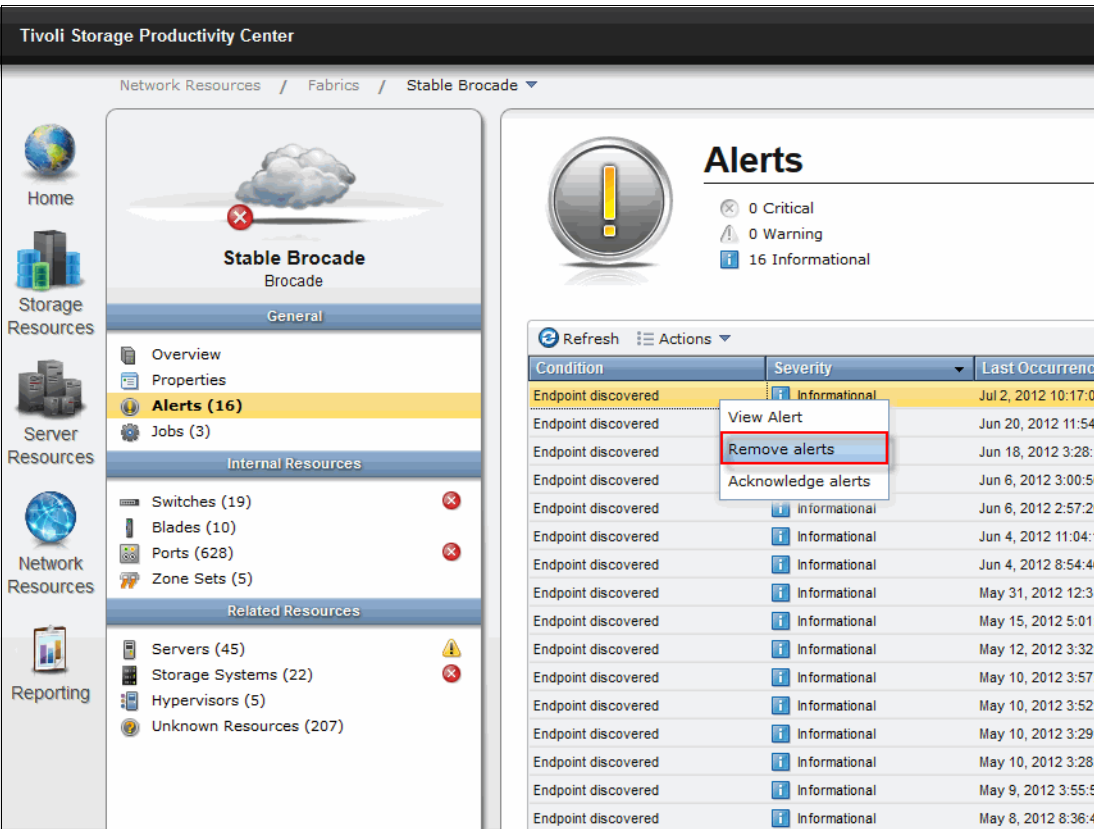 Tivoli Storage Productivity Center
Network Resources / Fabrics / Stable Brocade
Home
Storage
Resources
Server
Resources
Network
Resources
Reporting
Stable Brocade
Brocade
General
Overview
Properties
Alerts (16)
Jobs (3)
Internal Resources
Switches (19)
Blades (10)
Ports (628)
Zone Sets (5)
Related Resources
Servers (45)
Storage Systems (22)
Hypervisors (5)
Unknown Resources (207)
Alerts
0 Critical
0 Warning
16 Informational
Refresh Actions
Condition Severity Last Occurrenc
Endpoint discovered Informational Jul 2, 2012 10:17:0
Endpoint discovered Jun 20, 2012 11:54
Endpoint discovered Jun 18, 2012 3:28:
Endpoint discovered Jun 6, 2012 3:00:5
Endpoint discovered Informational Jun 6, 2012 2:57:2
Endpoint discovered Informational Jun 4, 2012 11:04:
Endpoint discovered Informational Jun 4, 2012 8:54:4
Endpoint discovered Informational May 31, 2012 12:3
Endpoint discovered Informational May 15, 2012 5:01
Endpoint discovered Informational May 12, 2012 3:32
Endpoint discovered Informational May 10, 2012 3:57
Endpoint discovered Informational May 10, 2012 3:52
Endpoint discovered Informational May 10, 2012 3:29
Endpoint discovered Informational May 10, 2012 3:28
Endpoint discovered Informational May 9, 2012 3:55:5
Endpoint discovered Informational May 8, 2012 8:36:4
View Alert
Remove alerts
Acknowledge alerts